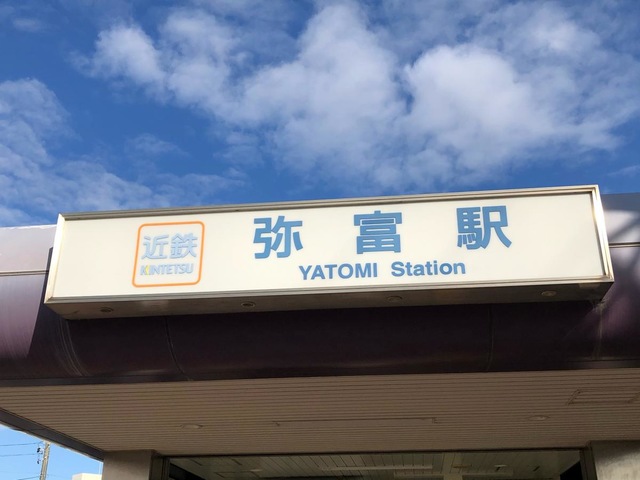 近鉄
KINTETSU
弥富駅
YATOMI Station